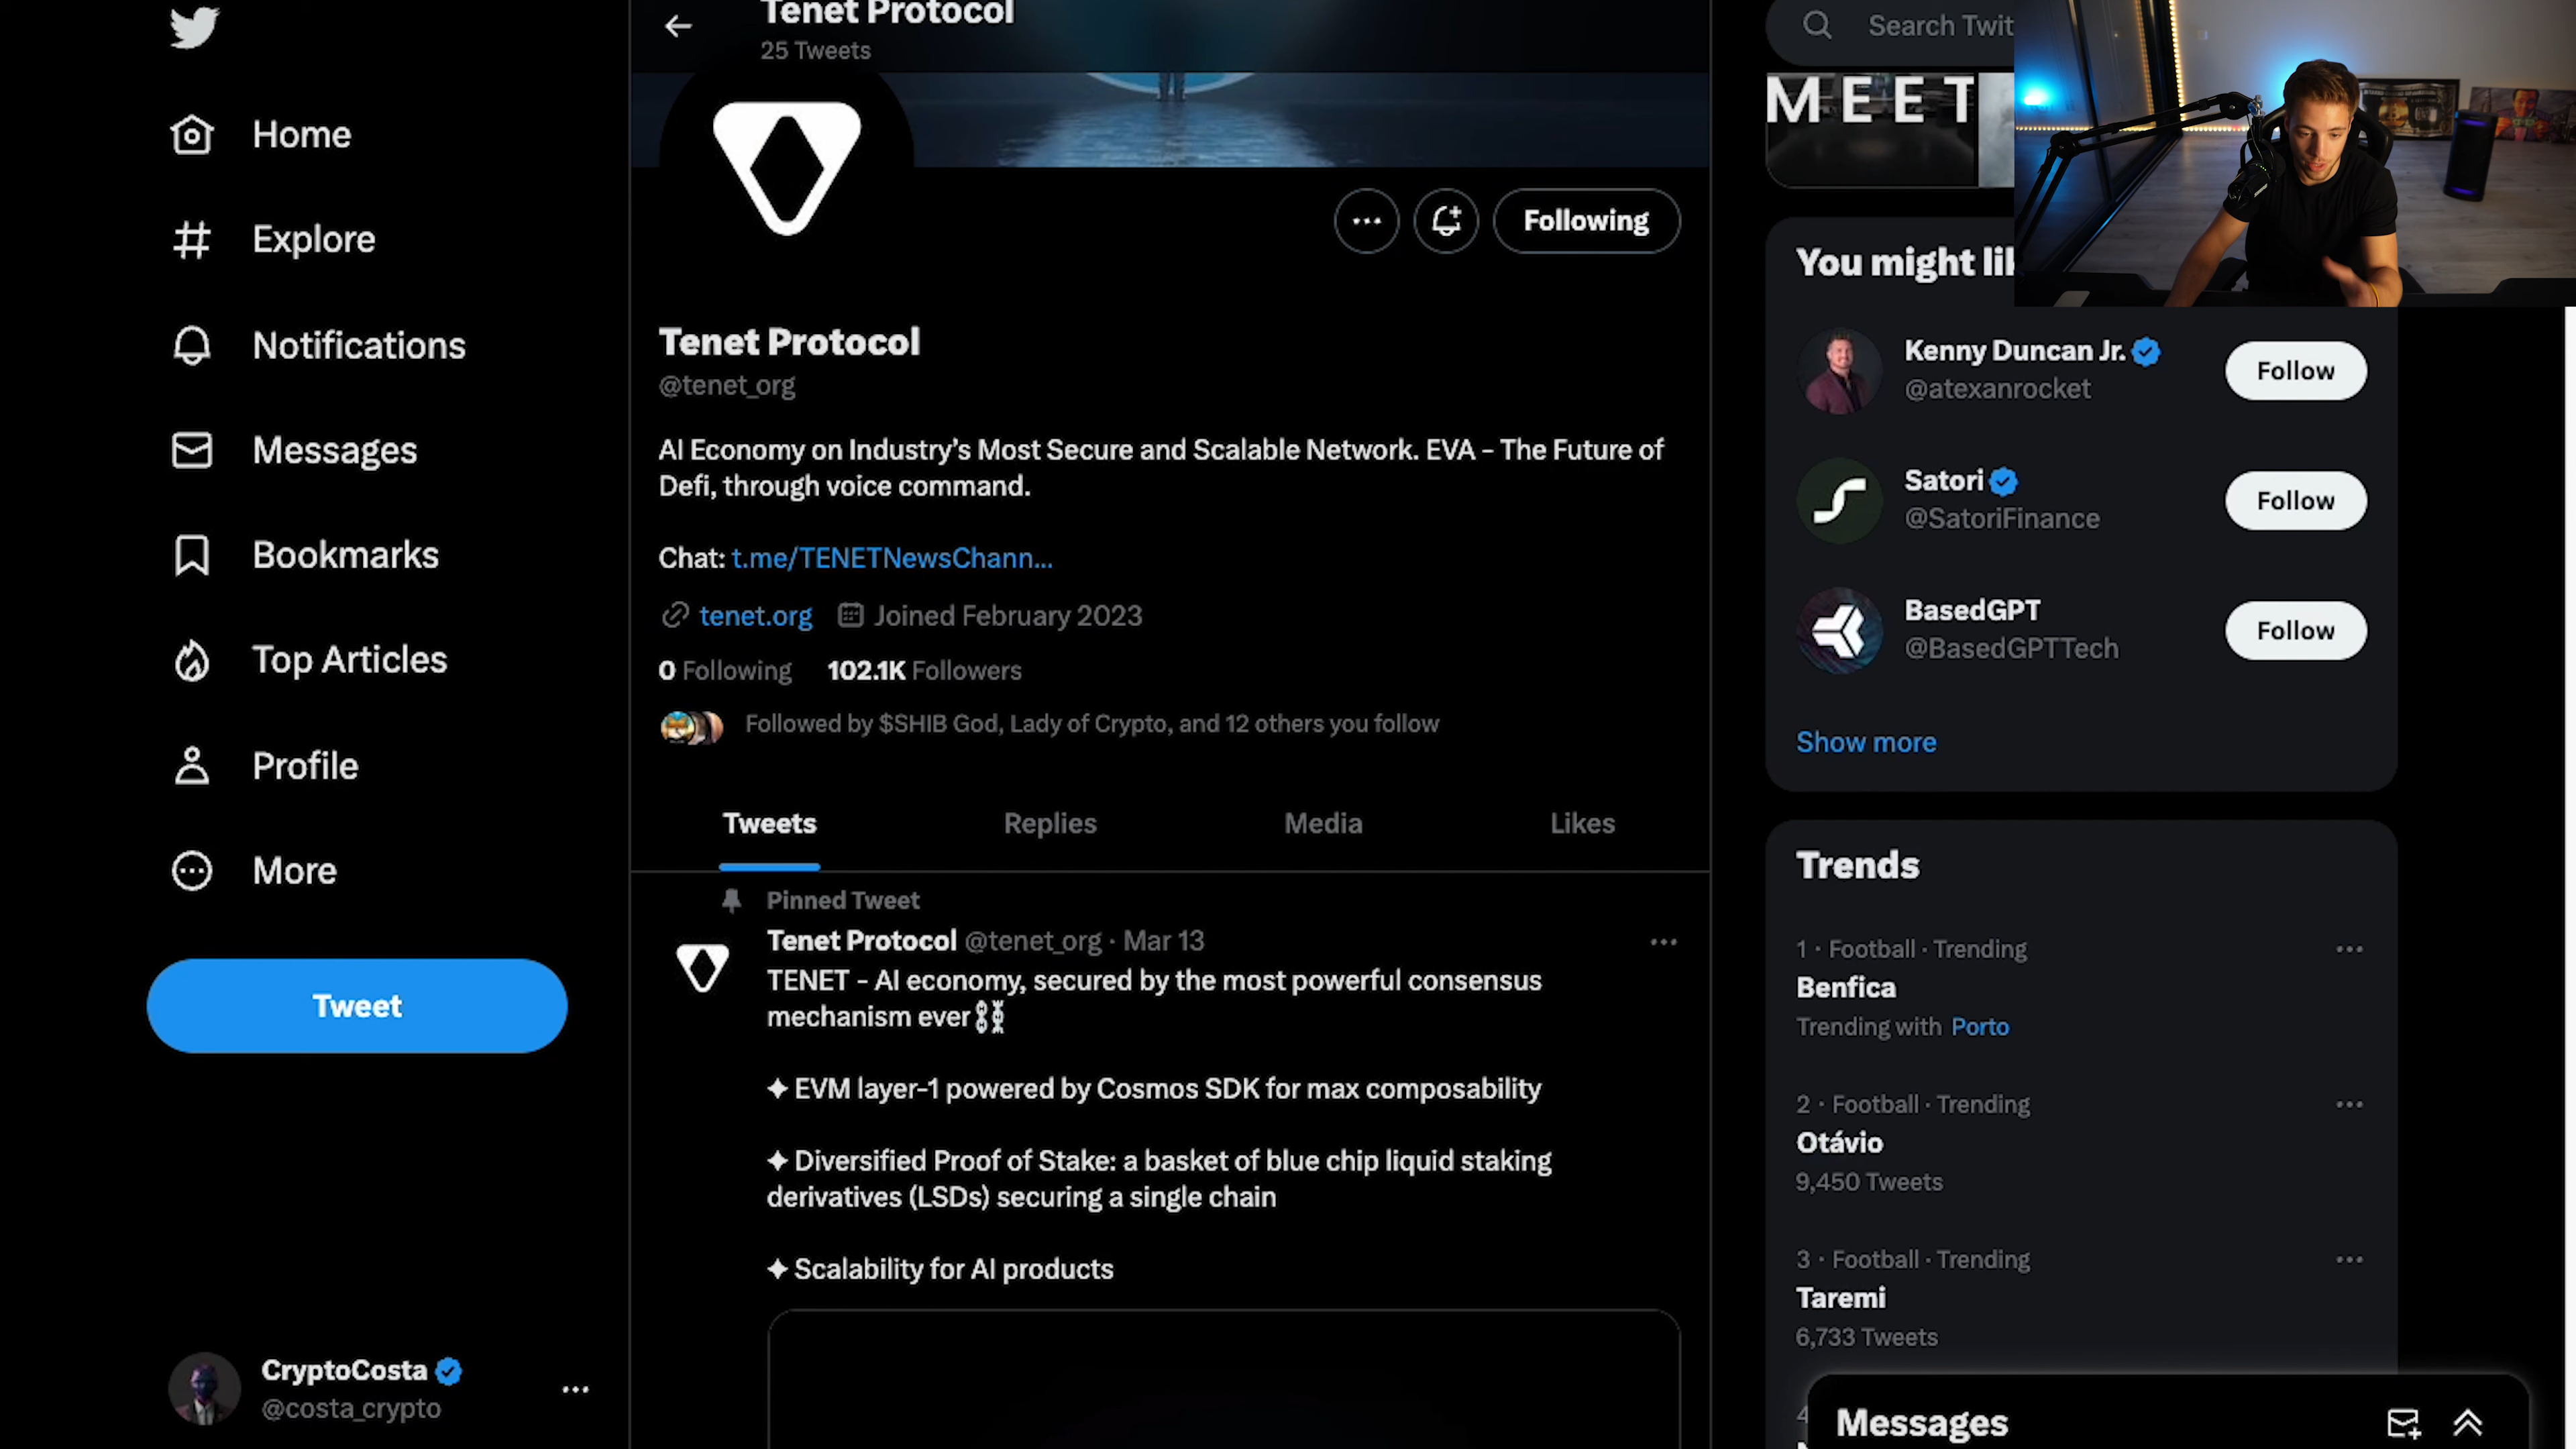 Home
Explore
Notifications
Messages
Bookmarks
Top Articles
Profile
More
Tweet
CryptoCosta
@costa_crypto
Tenet Protocol
25 Tweets
Following
Tenet Protocol
@tenet_org
AI Economy on Industry's Most Secure and Scalable Network. EVA - The Future of
Defi, through voice command.
Chat: t.me/TENETNewsChann...
tenet.org Joined February 2023
0 Following 102.1K Followers
Followed by $SHIB God, Lady of Crypto, and 12 others you follow
Tweets Replies Media Likes
Pinned Tweet
Tenet Protocol @tenet_org · Mar 13
TENET - AI economy, secured by the most powerful consensus
mechanism ever⛓⛓
✦ EVM layer-1 powered by Cosmos SDK for max composability
✦ Diversified Proof of Stake: a basket of blue chip liquid staking
derivatives (LSDs) securing a single chain
✦ Scalability for AI products
Search Twit
MEET
You might lik
Kenny Duncan Jr.
@atexanrocket
Follow
Satori
@SatoriFinance
Follow
BasedGPT
@BasedGPTTech
Follow
Show more
Trends
1 · Football · Trending
Benfica
Trending with Porto
2 · Football · Trending
Otávio
9,450 Tweets
3 · Football · Trending
Taremi
6,733 Tweets
4
Messages